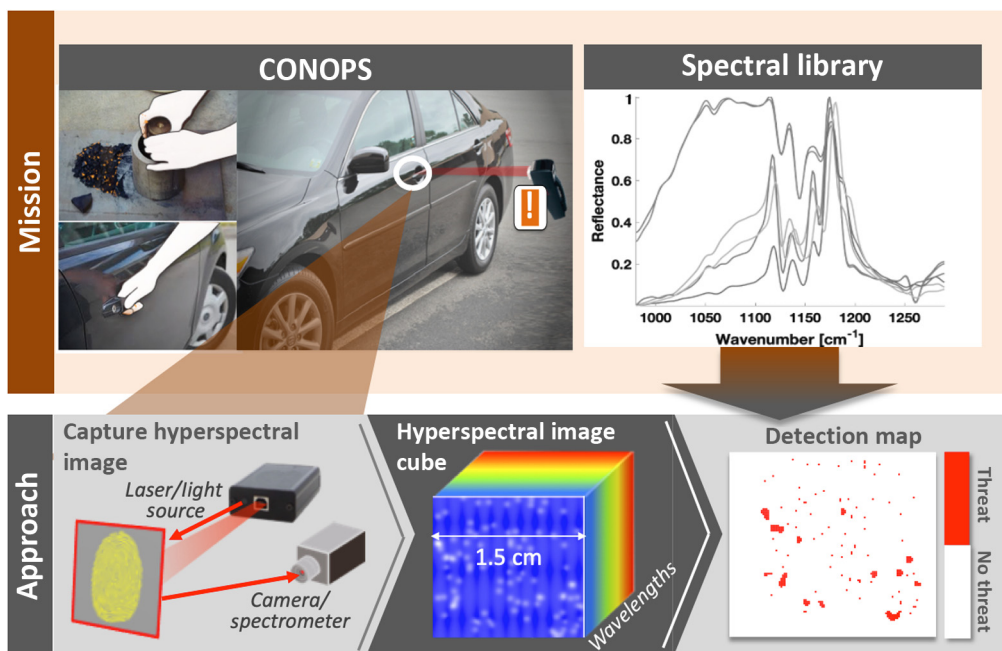 Mission
CONOPS
!
Spectral library
Reflectance
1
0.8
0.6
0.4
0.2
1000 1050 1100 1150 1200 1250
Wavenumber [cm⁻¹]
Approach
Capture hyperspectral
image
Laser/light
source
Camera/
spectrometer
Hyperspectral image
cube
1.5 cm
Wavelengths
Detection map
Threat
No threat